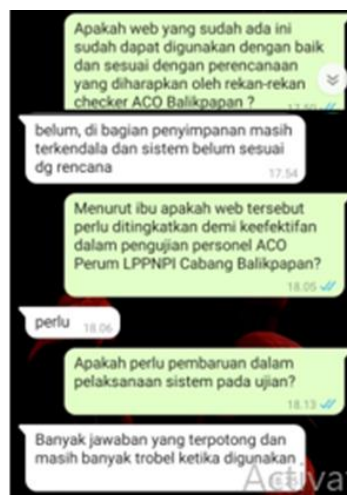 Apakah web yang sudah ada ini
sudah dapat digunakan dengan baik
dan sesuai dengan perencanaan
yang diharapkan oleh rekan-rekan
checker ACO Balikpapan ?
17.50
belum, di bagian penyimpanan masih
terkendala dan sistem belum sesuai
dg rencana
17.54
Menurut ibu apakah web tersebut
perlu ditingkatkan demi keefektifan
dalam pengujian personel ACO
Perum LPPNPI Cabang Balikpapan?
18.05
perlu 18.06
Apakah perlu pembaruan dalam
pelaksanaan sistem pada ujian?
18.13
Banyak jawaban yang terpotong dan
masih banyak trobel ketika digunakan
Activa